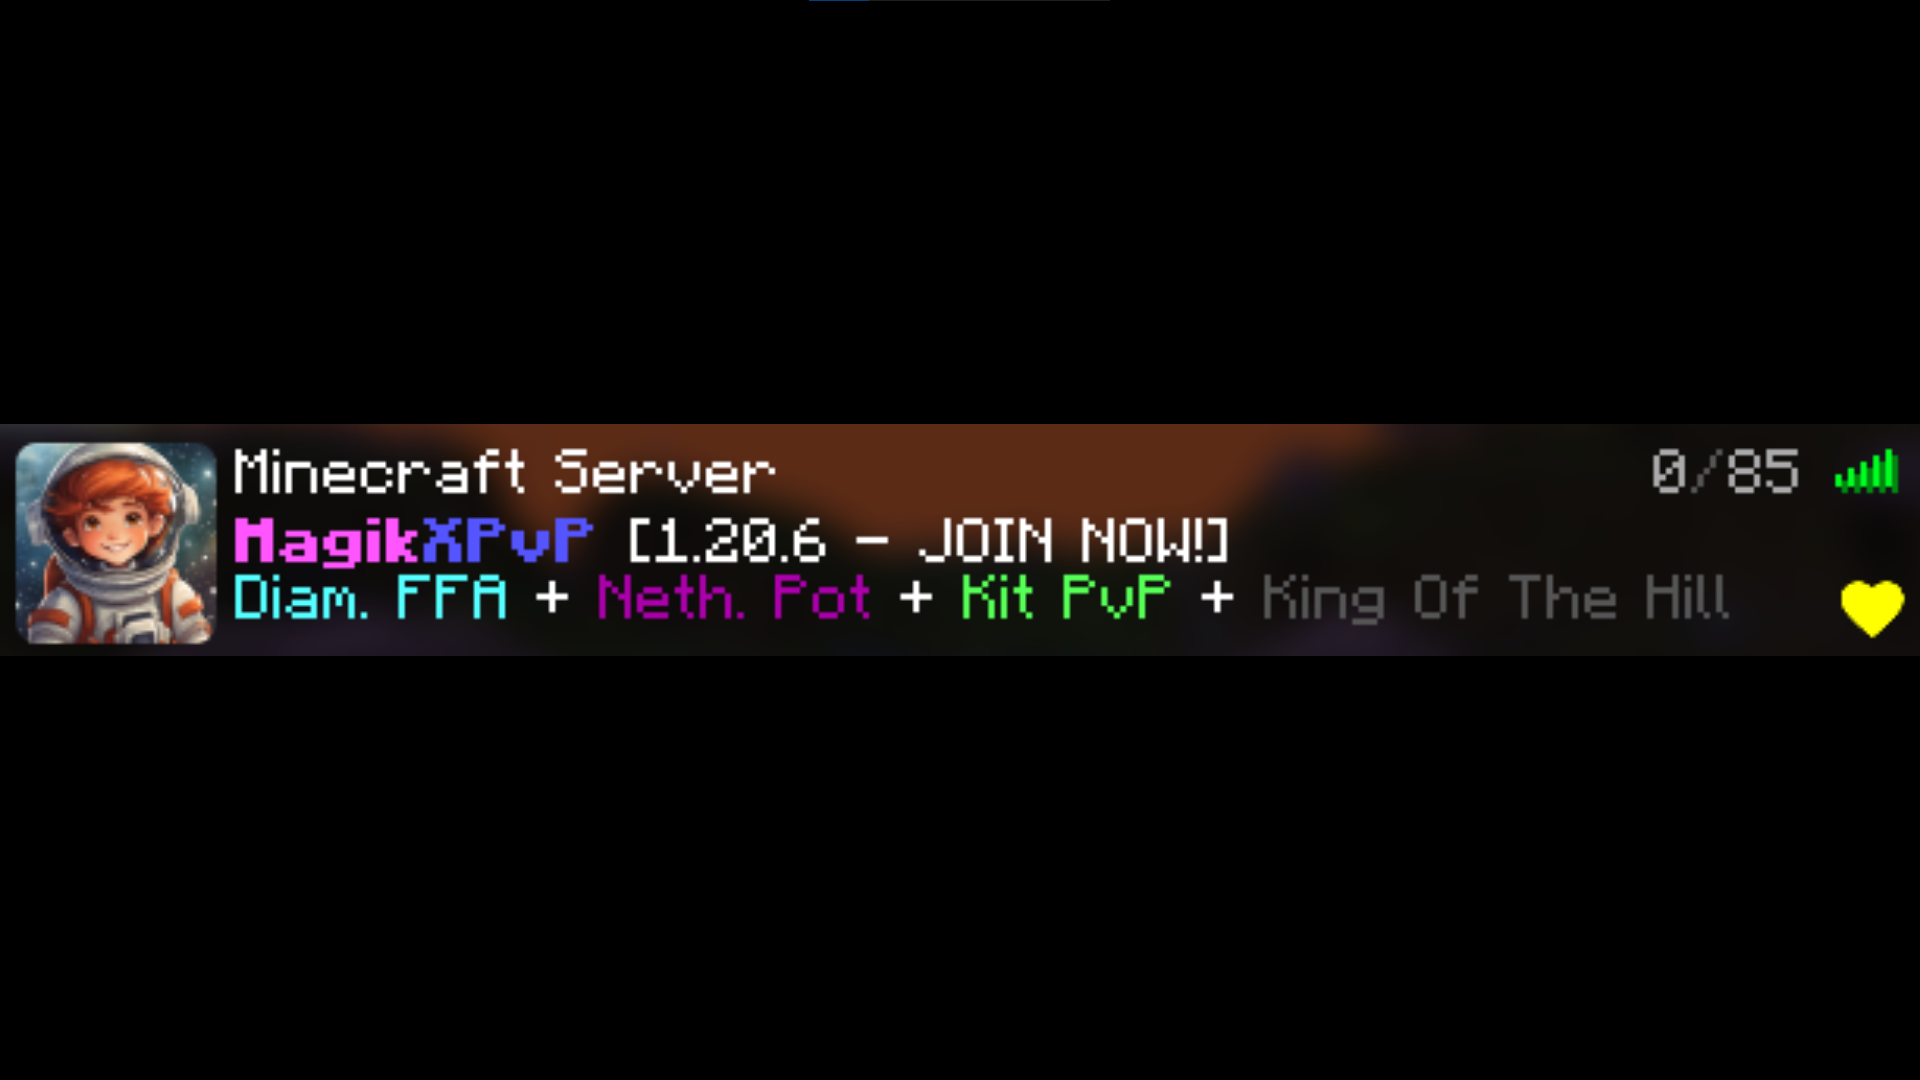 Minecraft Server 0/85
MagikXPvP [1.20.6 - JOIN NOW!]
Diam. FFA + Neth. Pot + Kit PvP + King Of The Hill